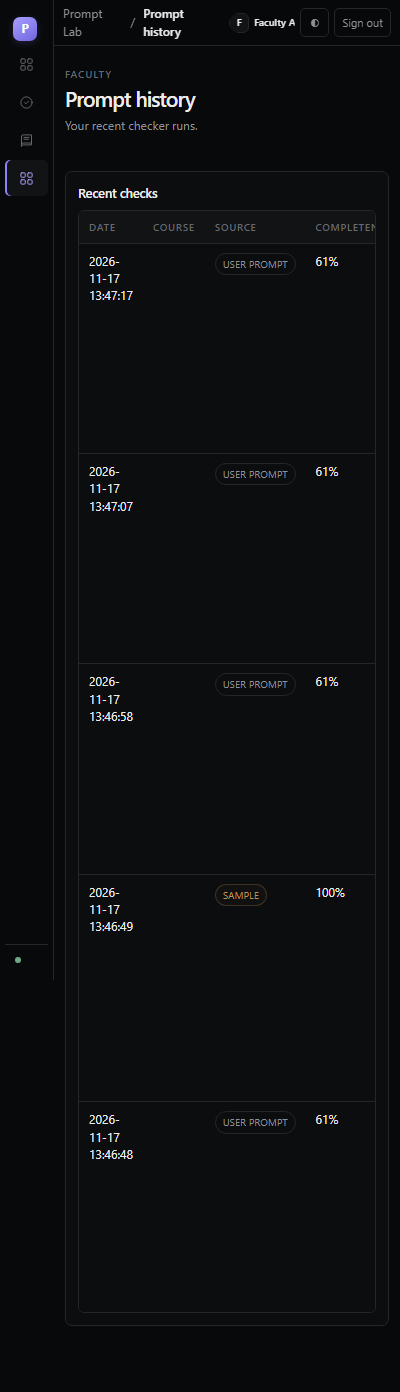 P
Prompt Lab / Prompt history
F Faculty A
Sign out
FACULTY
Prompt history
Your recent checker runs.
Recent checks
DATE COURSE SOURCE COMPLETEN
2026-11-17 13:47:17 USER PROMPT 61%
2026-11-17 13:47:07 USER PROMPT 61%
2026-11-17 13:46:58 USER PROMPT 61%
2026-11-17 13:46:49 SAMPLE 100%
2026-11-17 13:46:48 USER PROMPT 61%